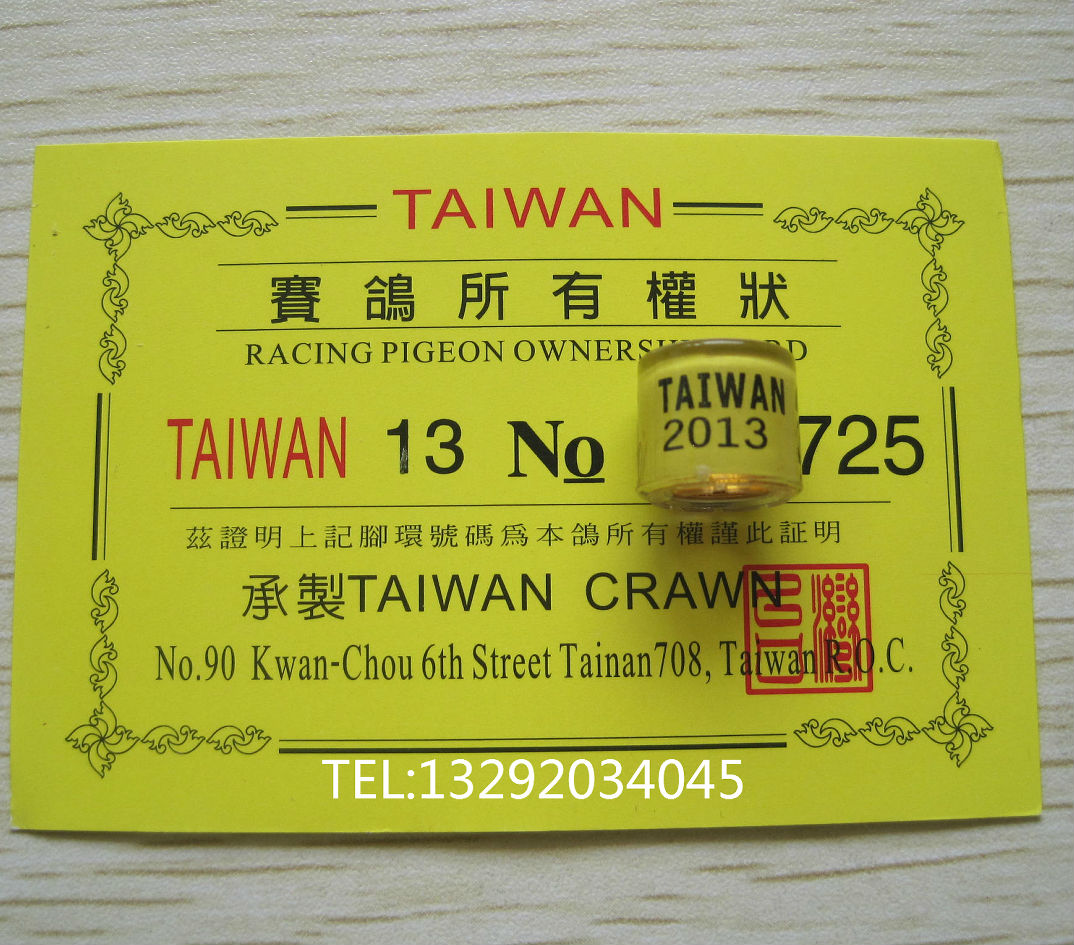 TAIWAN
賽鴿所有權狀
RACING PIGEON OWNERSH RD
TAIWAN 13 No 725
TAIWAN
2013
茲證明上記腳環號碼為本鴿所有權謹此証明
承製TAIWAN CRAWN
No.90 Kwan-Chou 6th Street Tainan708, Taiwan R.O.C.
TEL:13292034045